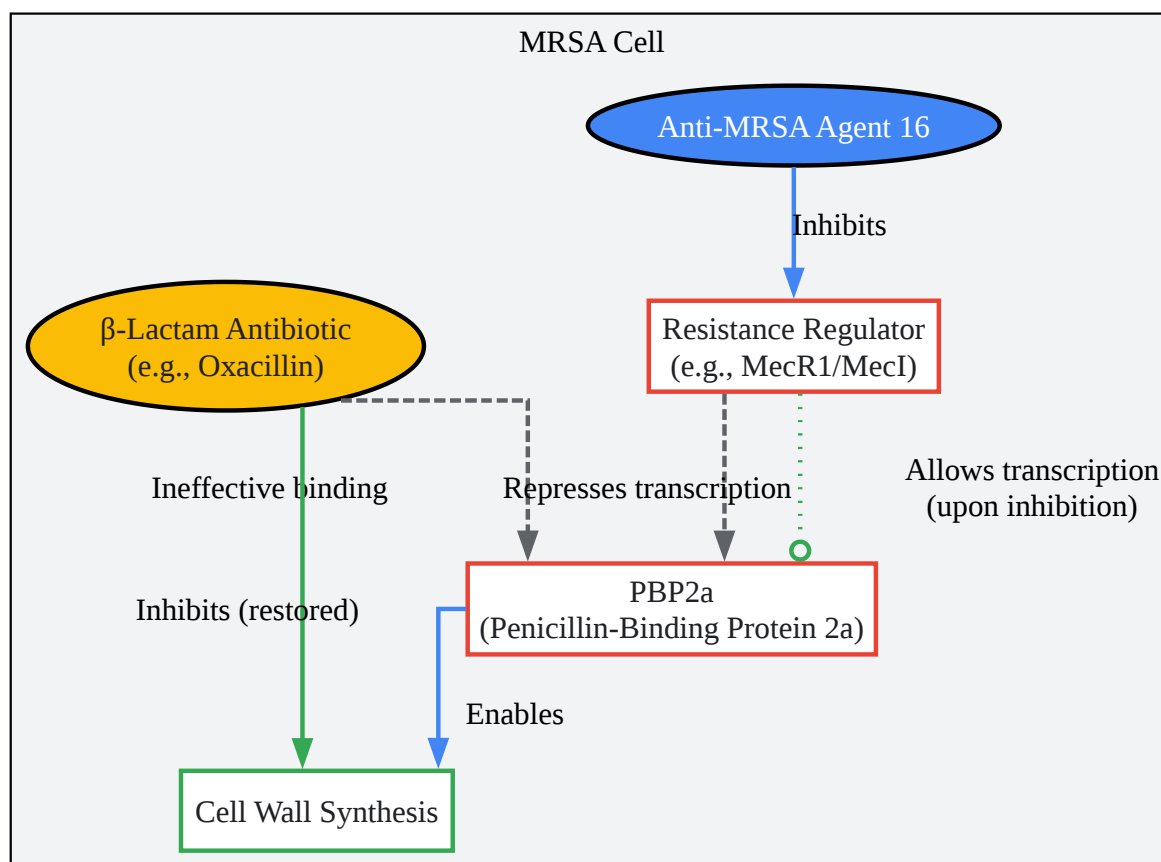 MRSA Cell
Anti-MRSA Agent 16
Inhibits
β-Lactam Antibiotic
(e.g., Oxacillin)
Resistance Regulator
(e.g., MecR1/MecI)
Ineffective binding
Represses transcription
Allows transcription
(upon inhibition)
Inhibits (restored)
PBP2a
(Penicillin-Binding Protein 2a)
Enables
Cell Wall Synthesis